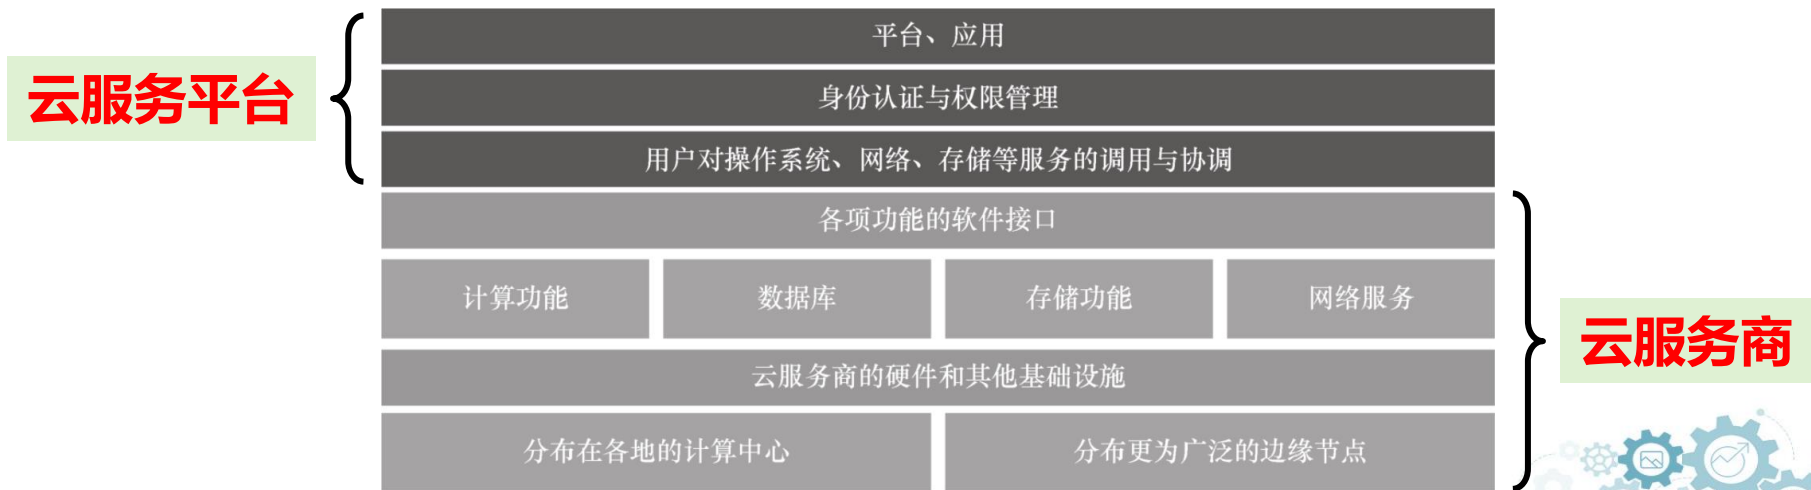 平台、应用
云服务平台
身份认证与权限管理
用户对操作系统、网络、存储等服务的调用与协调
各项功能的软件接口
计算功能
数据库
存储功能
网络服务
云服务商
云服务商的硬件和其他基础设施
分布在各地的计算中心
分布更为广泛的边缘节点